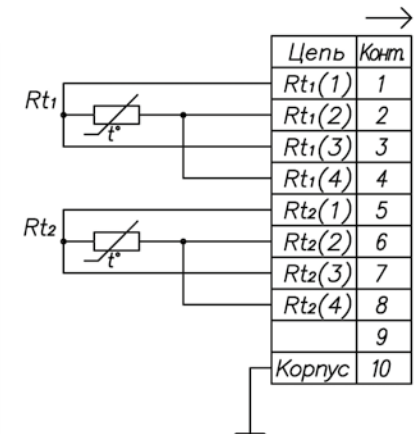 Цепь Конт.
Rt₁(1) 1
Rt₁
Rt₁(2) 2
t°
Rt₁(3) 3
Rt₁(4) 4
Rt₂(1) 5
Rt₂
Rt₂(2) 6
t°
Rt₂(3) 7
Rt₂(4) 8
9
Корпус 10